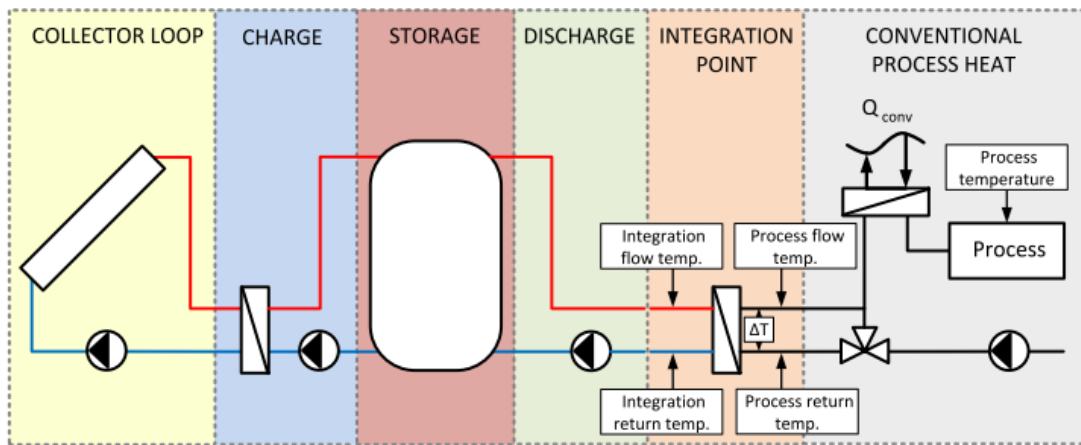 COLLECTOR LOOP
CHARGE
STORAGE
DISCHARGE
INTEGRATION
POINT
CONVENTIONAL
PROCESS HEAT
Q conv
Process
temperature
Integration
flow temp.
Process flow
temp.
Process
ΔT
Integration
return temp.
Process return
temp.